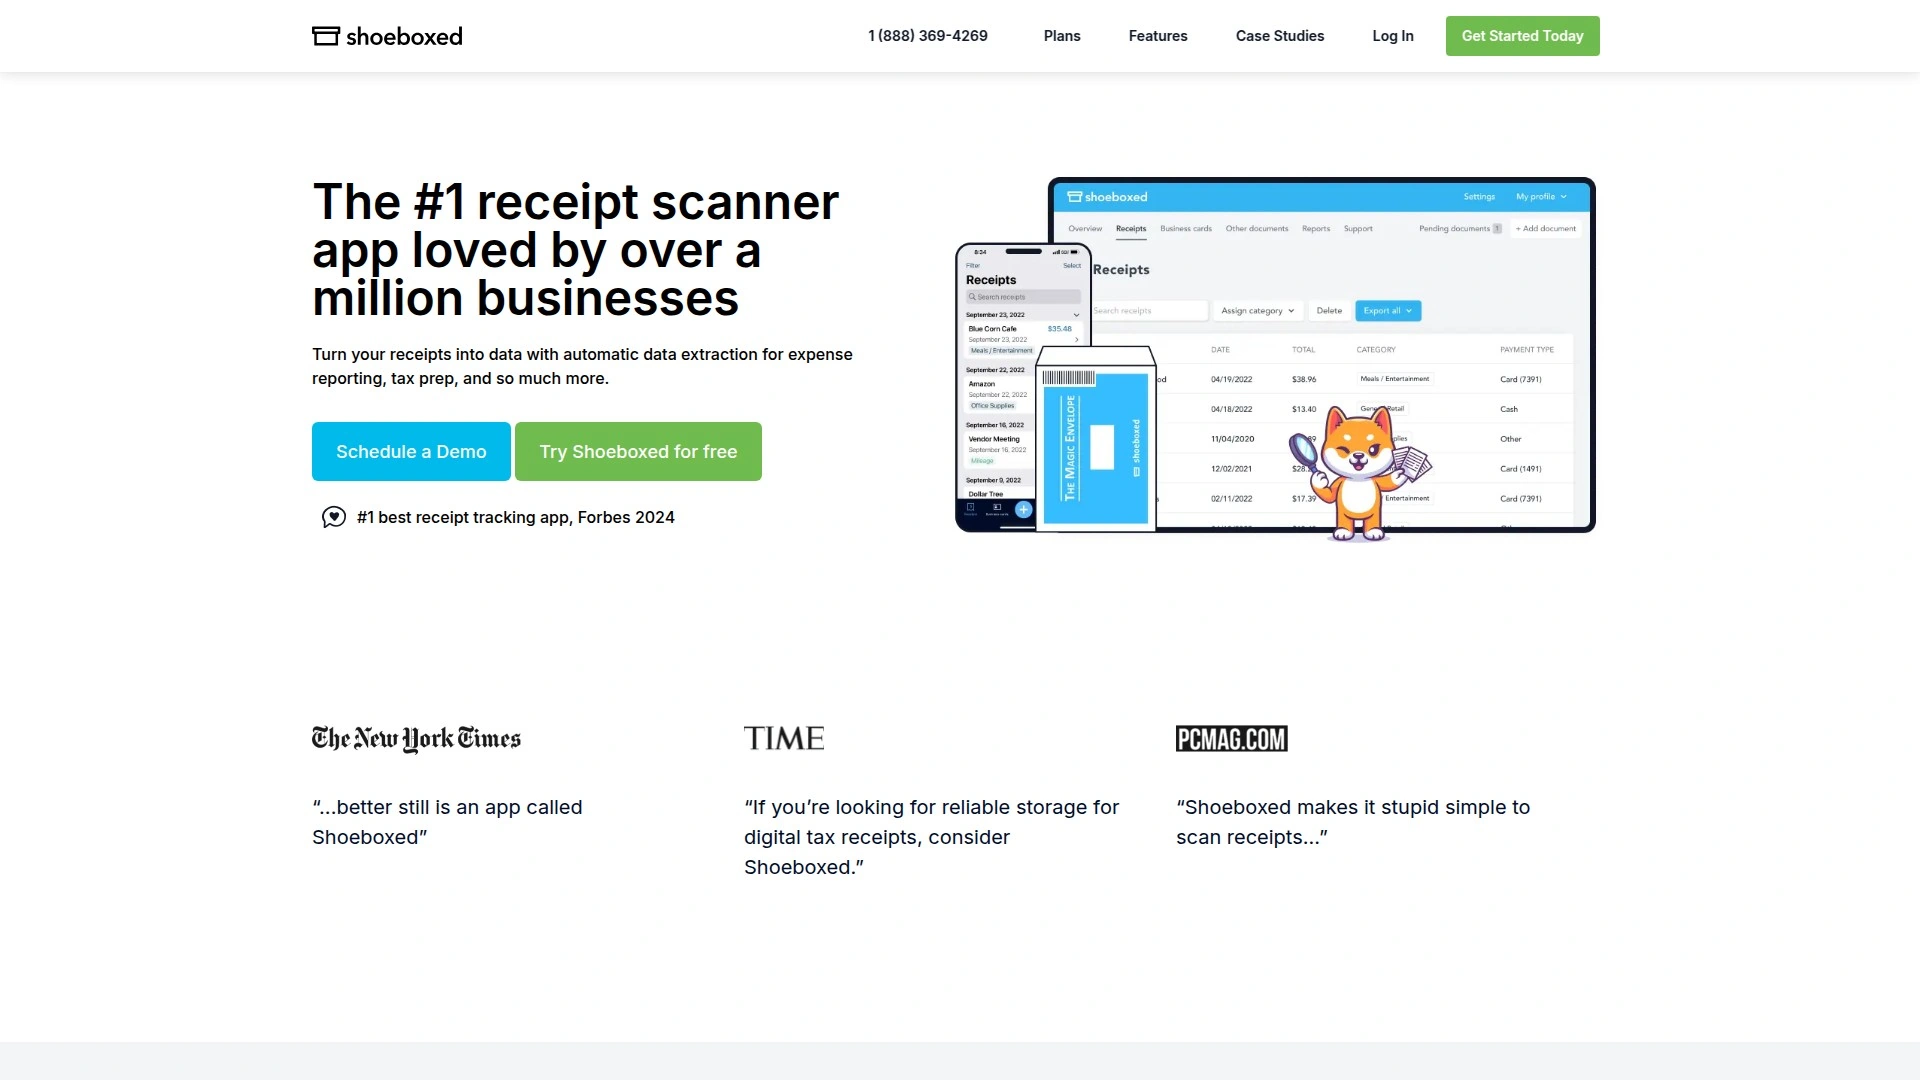 shoeboxed
1 (888) 369-4269
Plans
Features
Case Studies
Log In
Get Started Today
The #1 receipt scanner
app loved by over a
million businesses
Turn your receipts into data with automatic data extraction for expense
reporting, tax prep, and so much more.
Schedule a Demo
Try Shoeboxed for free
#1 best receipt tracking app, Forbes 2024
shoeboxed
Settings
My profile
Overview
Receipts
Business cards
Other documents
Reports
Support
Pending documents 1
+ Add document
Receipts
Search receipts
Assign category
Delete
Export all
DATE
TOTAL
CATEGORY
PAYMENT TYPE
04/19/2022
$38.96
Meals / Entertainment
Card (7391)
04/18/2022
$13.40
Retail
Cash
11/04/2020
Other
12/02/2021
Card (1491)
02/11/2022
$17.39
Entertainment
Card (7391)
8:34
Filter
Select
Receipts
Search receipts
September 23, 2022
Blue Corn Cafe
$35.48
September 23, 2022
Meals / Entertainment
September 22, 2022
Amazon
September 22, 2022
Office Supplies
September 16, 2022
Vendor Meeting
September 16, 2022
Mileage
September 9, 2022
Dollar Tree
The Magic Envelope
shoeboxed
The New York Times
“...better still is an app called
Shoeboxed”
TIME
“If you’re looking for reliable storage for
digital tax receipts, consider
Shoeboxed.”
PCMAG.COM
“Shoeboxed makes it stupid simple to
scan receipts...”